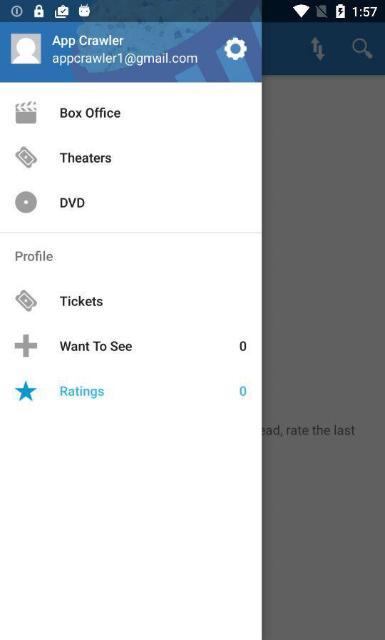 1:57
App Crawler
appcrawler1@gmail.com
Box Office
Theaters
DVD
Profile
Tickets
Want To See 0
Ratings 0
ead, rate the last